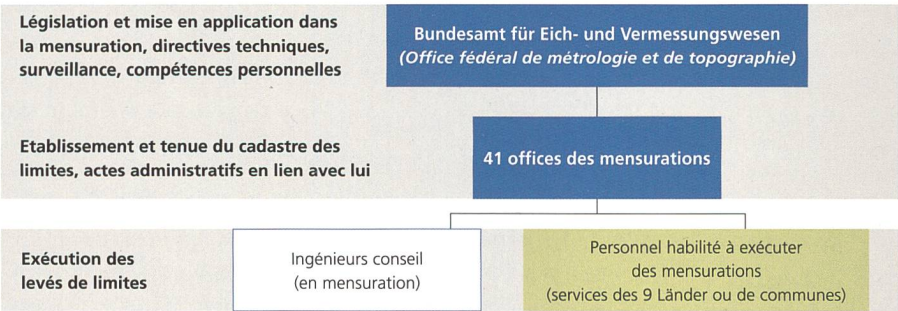 Législation et mise en application dans
la mensuration, directives techniques,
surveillance, compétences personnelles
Bundesamt für Eich- und Vermessungswesen
(Office fédéral de métrologie et de topographie)
Etablissement et tenue du cadastre des
limites, actes administratifs en lien avec lui
41 offices des mensurations
Exécution des
levés de limites
Ingénieurs conseil
(en mensuration)
Personnel habilité à exécuter
des mensurations
(services des 9 Länder ou de communes)